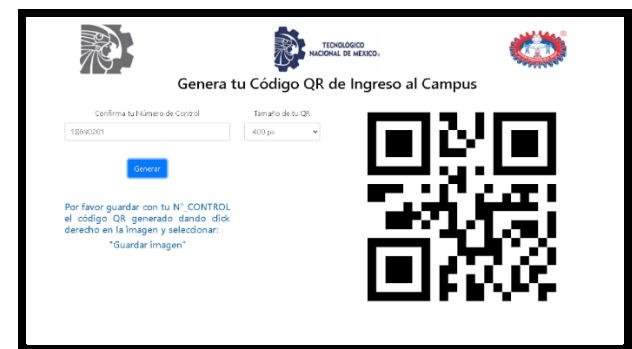 TECNOLÓGICO
NACIONAL DE MÉXICO®
Genera tu Código QR de Ingreso al Campus
Confirma tu Número de Control
Tamaño de tu QR
18690201
400 px
Generar
Por favor guardar con tu N°_CONTROL
el código QR generado dando click
derecho en la imagen y seleccionar:
"Guardar imagen"